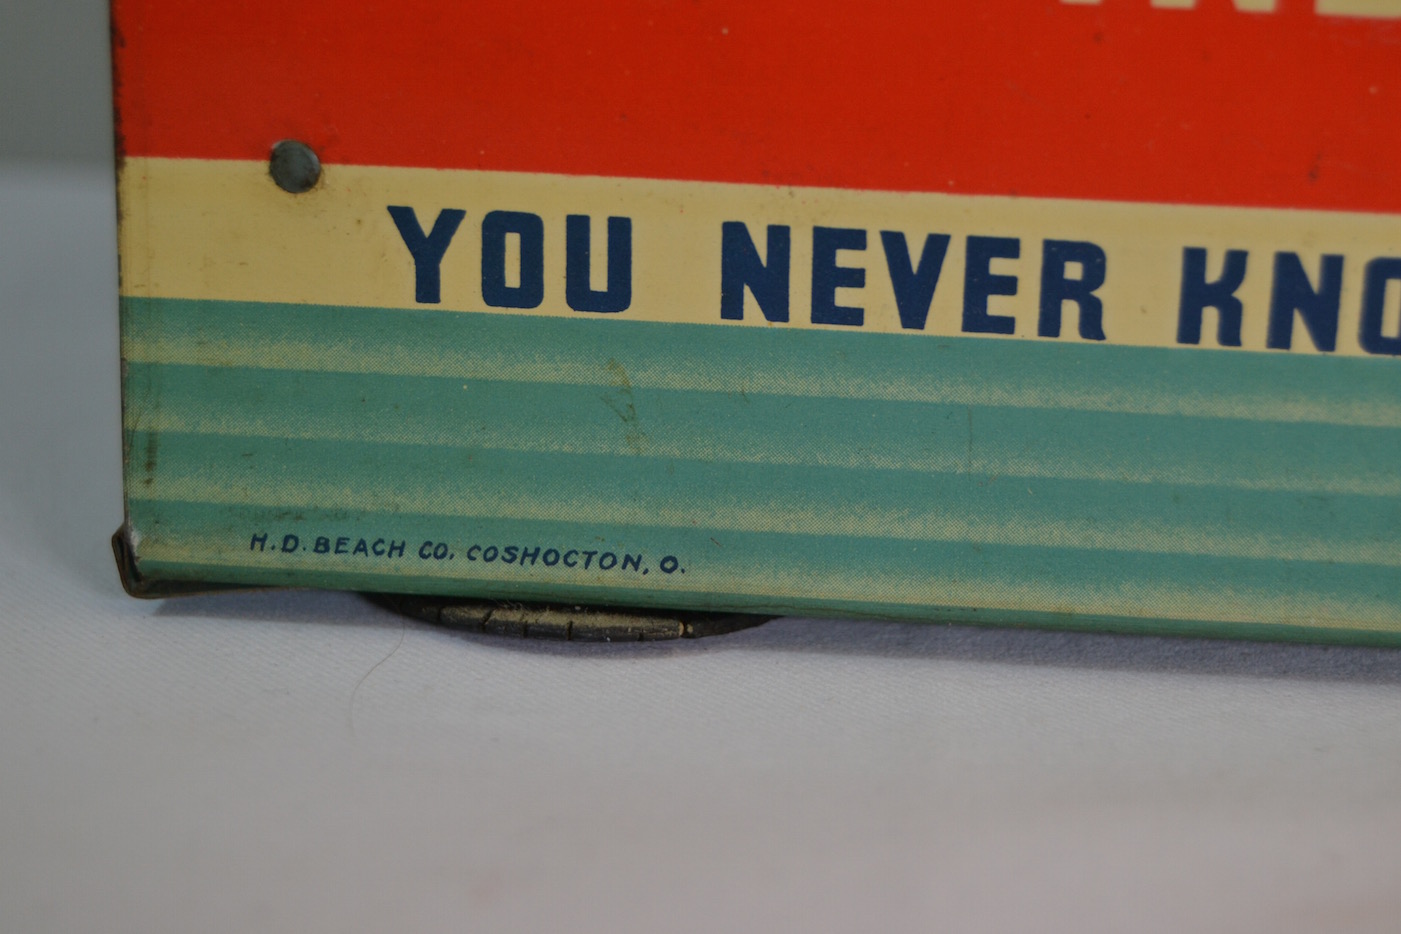 YOU NEVER KNO
H.D. BEACH CO. COSHOCTON, O.